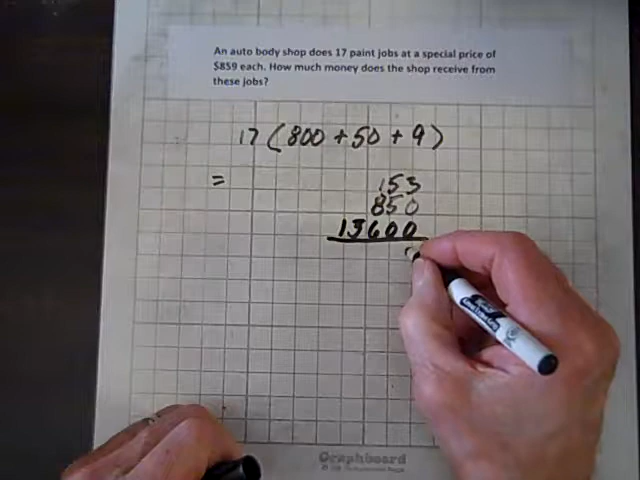 An auto body shop does 17 paint jobs at a special price of
$859 each. How much money does the shop receive from
these jobs?
17 (800 + 50 + 9)
=
153
850
13600
Graphboard